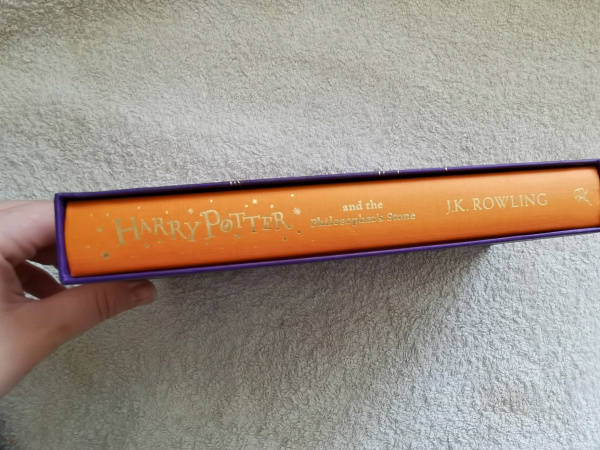 HARRY POTTER
and the
Philosopher's Stone
J.K. ROWLING